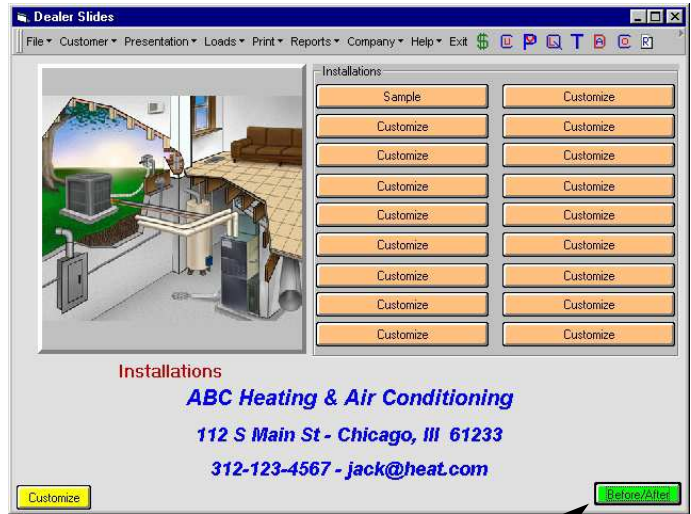 Dealer Slides
File Customer Presentation Loads Print Reports Company Help Exit $ U P Q T A C R
Installations
Sample Customize
Customize Customize
Customize Customize
Customize Customize
Customize Customize
Customize Customize
Customize Customize
Customize Customize
Customize Customize
Installations
ABC Heating & Air Conditioning
112 S Main St - Chicago, Ill 61233
312-123-4567 - jack@heat.com
Customize Before/After